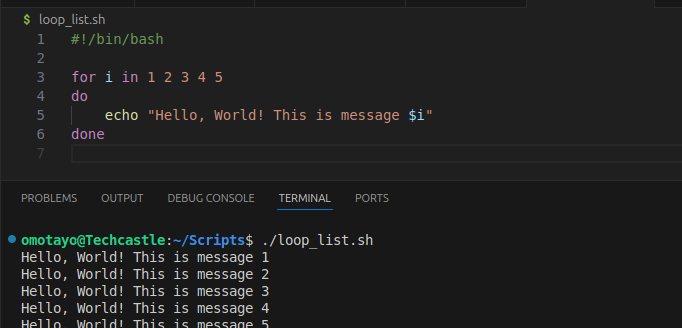 $ loop_list.sh
1 #!/bin/bash
2
3 for i in 1 2 3 4 5
4 do
5     echo "Hello, World! This is message $i"
6 done
7
PROBLEMS OUTPUT DEBUG CONSOLE TERMINAL PORTS
omotayo@Techcastle:~/Scripts$ ./loop_list.sh
Hello, World! This is message 1
Hello, World! This is message 2
Hello, World! This is message 3
Hello, World! This is message 4
Hello, World! This is message 5